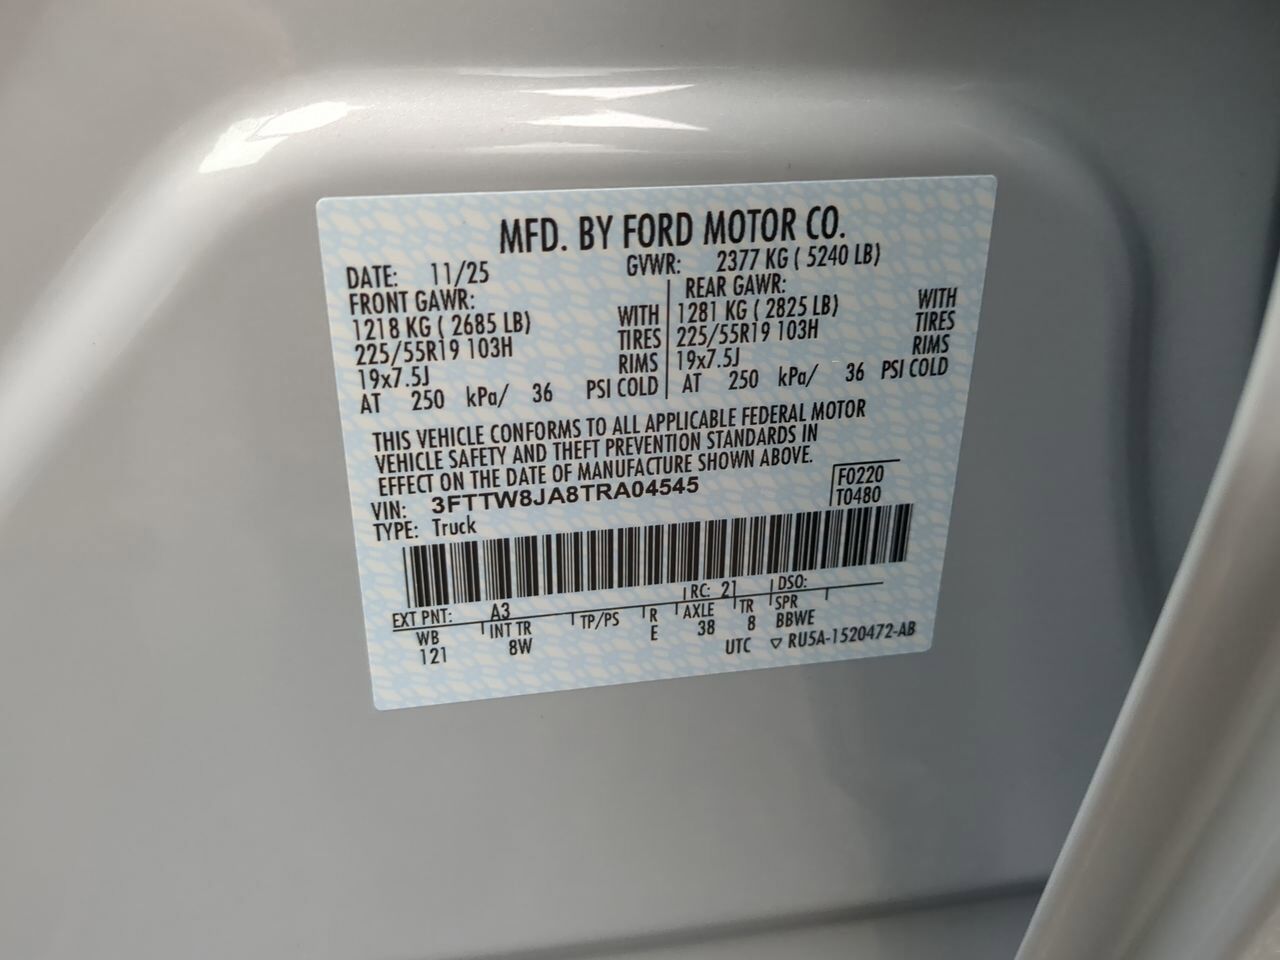 MFD. BY FORD MOTOR CO.
DATE: 11/25 GVWR: 2377 KG ( 5240 LB)
FRONT GAWR: REAR GAWR:
1218 KG ( 2685 LB) WITH 1281 KG ( 2825 LB) WITH
225/55R19 103H TIRES 225/55R19 103H TIRES
19x7.5J RIMS 19x7.5J RIMS
AT 250 kPa/ 36 PSI COLD AT 250 kPa/ 36 PSI COLD
THIS VEHICLE CONFORMS TO ALL APPLICABLE FEDERAL MOTOR
VEHICLE SAFETY AND THEFT PREVENTION STANDARDS IN
EFFECT ON THE DATE OF MANUFACTURE SHOWN ABOVE.
VIN: 3FTTW8JA8TRA04545 F0220
TYPE: Truck T0480
EXT PNT: A3 RC: 21 DSO:
WB INT TR TP/PS R AXLE TR SPR
121 8W E 38 8 BBWE
UTC ▽ RU5A-1520472-AB